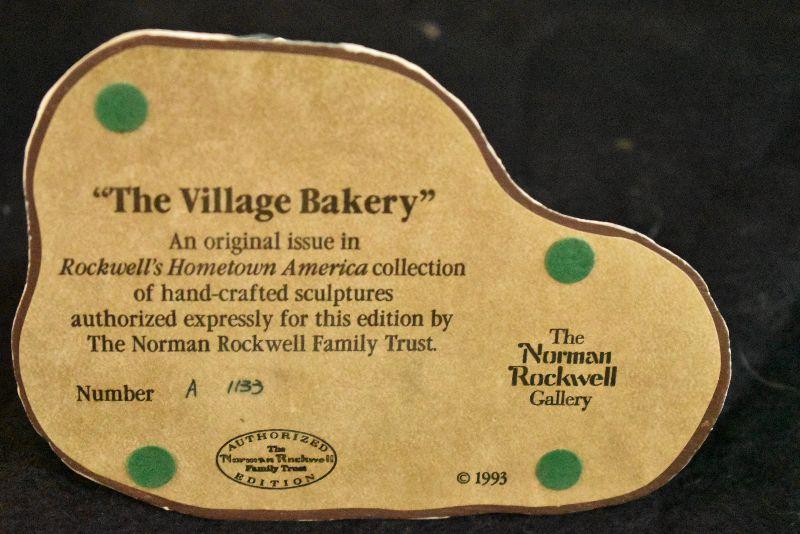 “The Village Bakery”
An original issue in
Rockwell's Hometown America collection
of hand-crafted sculptures
authorized expressly for this edition by
The Norman Rockwell Family Trust.
Number A 1133
The
Norman
Rockwell
Gallery
AUTHORIZED
The
Norman Rockwell
Family Trust
EDITION
© 1993